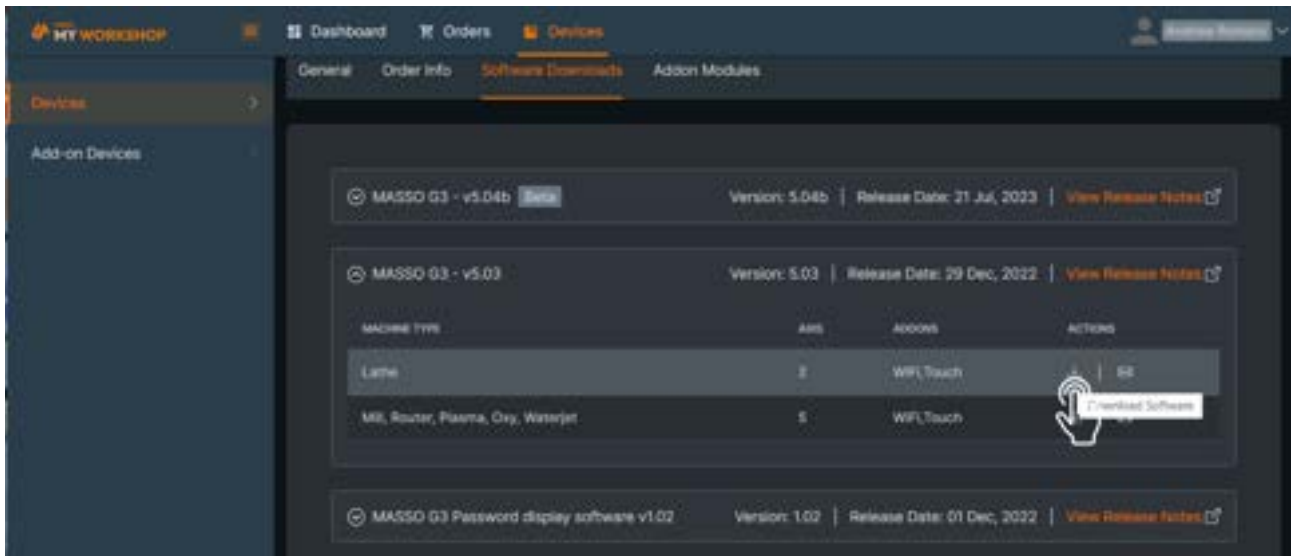 MY WORKSHOP
Dashboard
Orders
Devices
General
Order Info
Software Downloads
Addon Modules
Devices
Add-on Devices
MASSO G3 - v5.04b Beta Version: 5.04b | Release Date: 21 Jul, 2023 | View Release Notes
MASSO G3 - v5.03 Version: 5.03 | Release Date: 29 Dec, 2022 | View Release Notes
MACHINE TYPE AXIS ADDONS ACTIONS
Lathe 2 WIFI,Touch
Download Software
Mill, Router, Plasma, Oxy, Waterjet 5 WIFI,Touch
MASSO G3 Password display software v1.02 Version: 1.02 | Release Date: 01 Dec, 2022 | View Release Notes